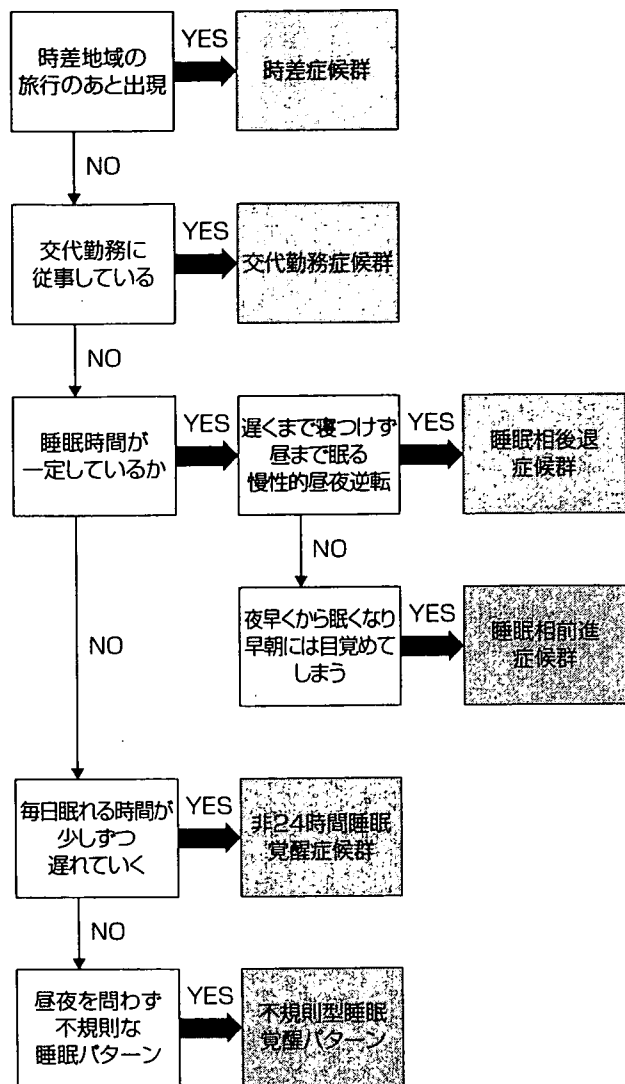 時差地域の
旅行のあと出現
YES
時差症候群
NO
交代勤務に
従事している
YES
交代勤務症候群
NO
睡眠時間が
一定しているか
YES
遅くまで寝つけず
昼まで眠る
慢性的昼夜逆転
YES
睡眠相後退
症候群
NO
夜早くから眠くなり
早朝には目覚めて
しまう
YES
睡眠相前進
症候群
NO
毎日眠れる時間が
少しずつ
遅れていく
YES
非24時間睡眠
覚醒症候群
NO
昼夜を問わず
不規則な
睡眠パターン
YES
不規則型睡眠
覚醒パターン